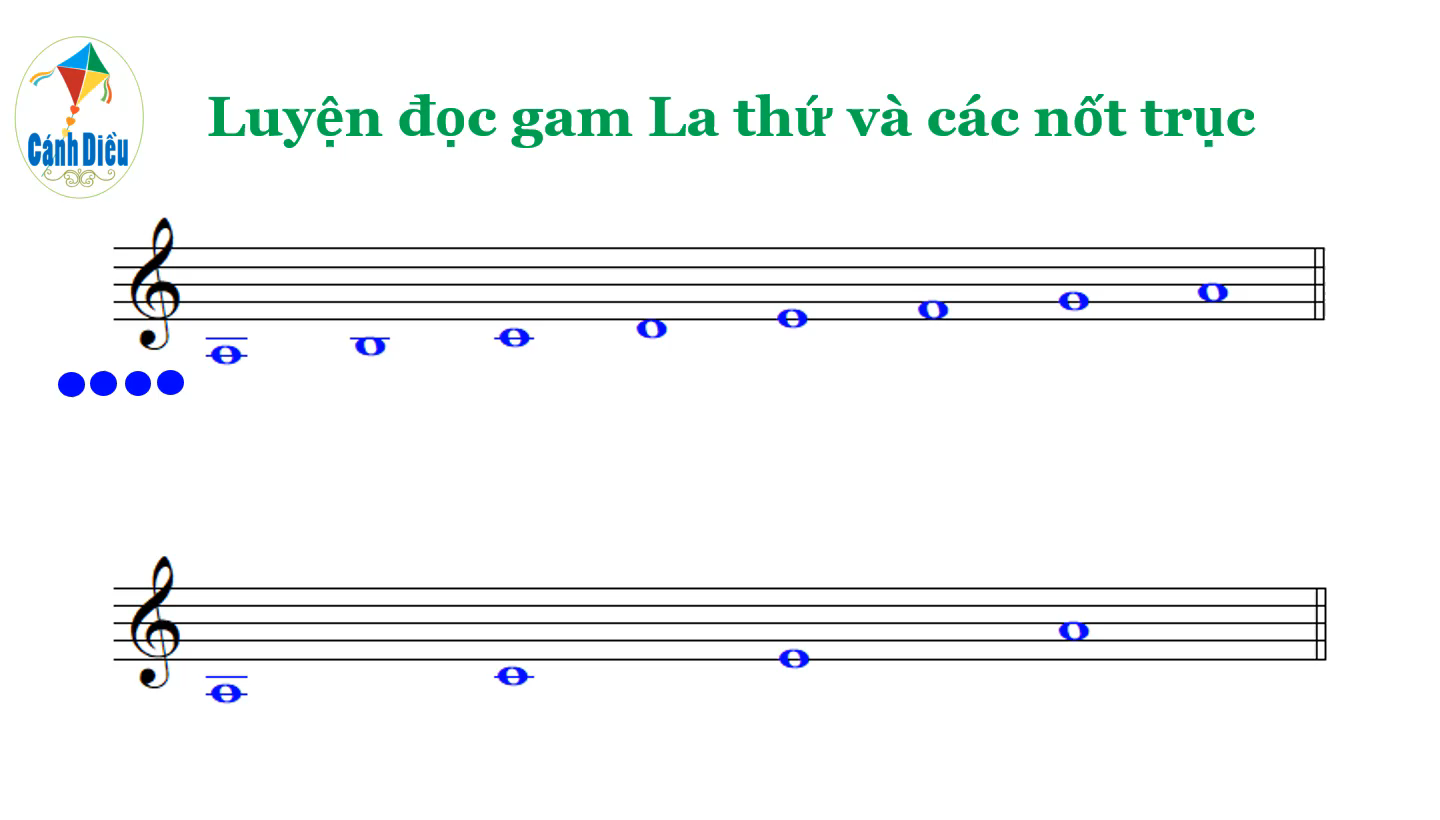 Cánh Diều
Luyện đọc gam La thứ và các nốt trục